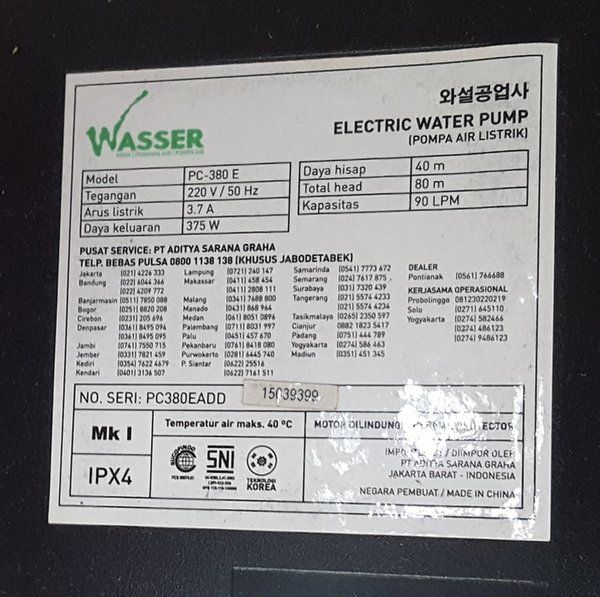 WASSER
와설공업사
ELECTRIC WATER PUMP
(POMPA AIR LISTRIK)
Model PC-380 E
Tegangan 220 V / 50 Hz
Arus listrik 3.7 A
Daya keluaran 375 W
Daya hisap 40 m
Total head 80 m
Kapasitas 90 LPM
PUSAT SERVICE: PT ADITYA SARANA GRAHA
TELP. BEBAS PULSA 0800 1138 138 (KHUSUS JABODETABEK)
Jakarta (021) 4226 333
Bandung (022) 6044 366
(022) 4209 772
Banjarmasin (0511) 7850 088
Bogor (0251) 8820 208
Cirebon (0231) 205 696
Denpasar (0361) 8495 094
(0361) 8495 095
Jambi (0741) 7550 715
Jember (0331) 7821 459
Kediri (0354) 7622 4679
Kendari (0401) 3136 507
Lampung (0721) 240 147
Makassar (0411) 458 454
(0411) 2808 111
Malang (0341) 7688 800
Manado (0431) 868 964
Medan (061) 8051 0896
Palembang (0711) 8031 997
Palu (0451) 457 670
Pekanbaru (0761) 8418 080
Purwokerto (0281) 6445 740
P. Siantar (0622) 25516
(0622) 7161 511
Samarinda (0541) 7773 672
Semarang (024) 7617 875
Surabaya (031) 7320 439
Tangerang (021) 5574 4233
(021) 5574 4234
Tasikmalaya (0265) 2350 597
Cianjur 0882 1823 5417
Padang (0751) 444 789
Yogyakarta (0274) 586 463
Madiun (0351) 451 345
DEALER
Pontianak (0561) 766688
KERJASAMA OPERASIONAL
Probolinggo 081230220219
Solo (0271) 645110
Yogyakarta (0274) 582466
(0274) 486123
(0274) 9486123
NO. SERI: PC380EADD 15039399
Mk I
IPX4
Temperatur air maks. 40 °C
SUCOFINDO
SNI
TEKNOLOGI
KOREA
MOTOR DILINDUNGI
IMPORTED / DIIMPOR OLEH
PT ADITYA SARANA GRAHA
JAKARTA BARAT - INDONESIA
NEGARA PEMBUAT / MADE IN CHINA